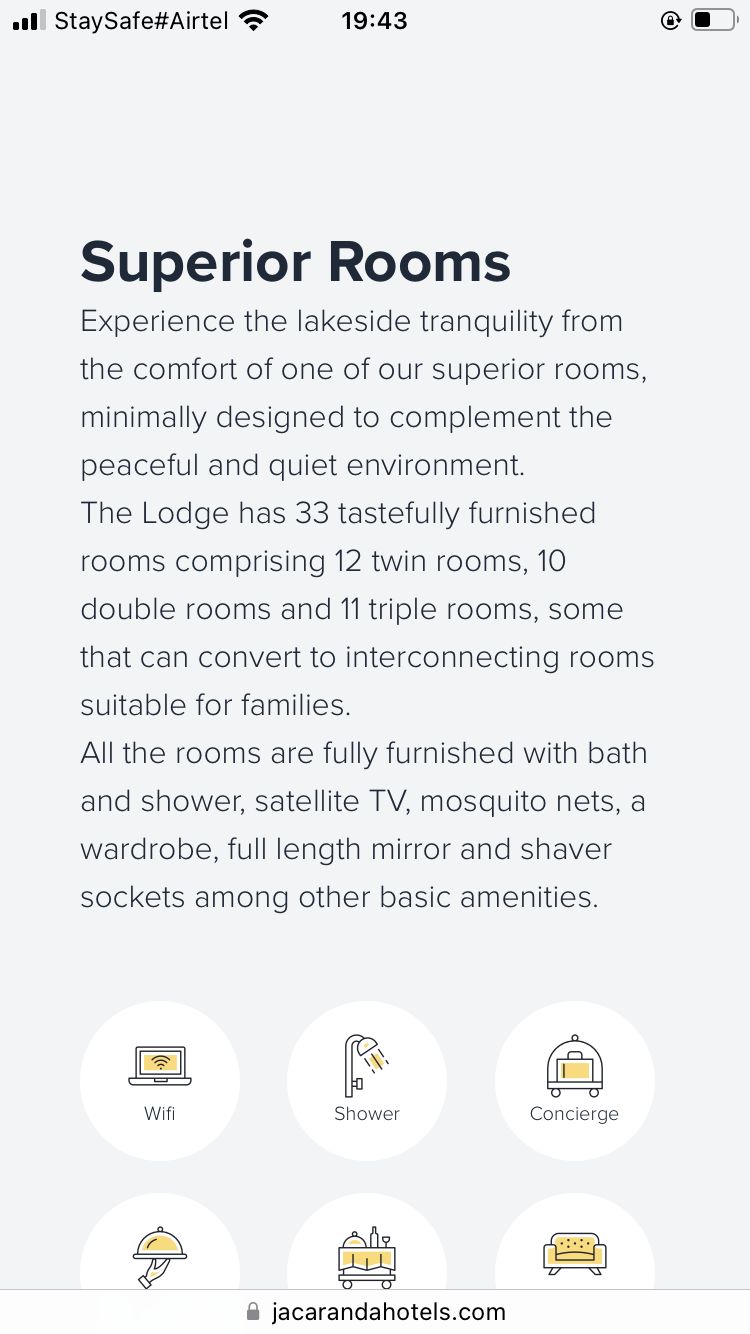 StaySafe#Airtel 19:43
Superior Rooms
Experience the lakeside tranquility from
the comfort of one of our superior rooms,
minimally designed to complement the
peaceful and quiet environment.
The Lodge has 33 tastefully furnished
rooms comprising 12 twin rooms, 10
double rooms and 11 triple rooms, some
that can convert to interconnecting rooms
suitable for families.
All the rooms are fully furnished with bath
and shower, satellite TV, mosquito nets, a
wardrobe, full length mirror and shaver
sockets among other basic amenities.
Wifi Shower Concierge
jacarandahotels.com